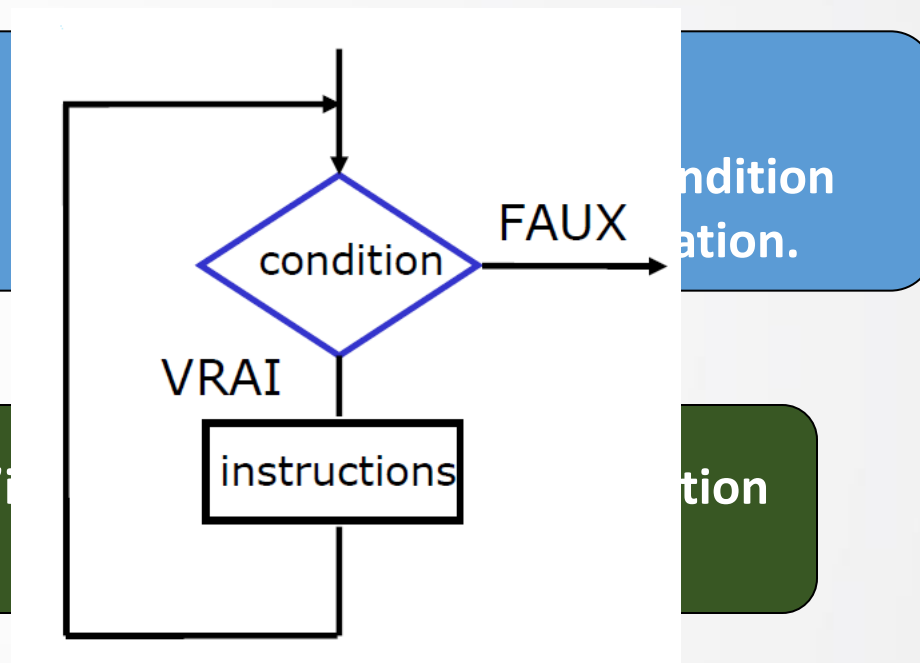 ndition
FAUX
ation.
condition
VRAI
instructions
tion